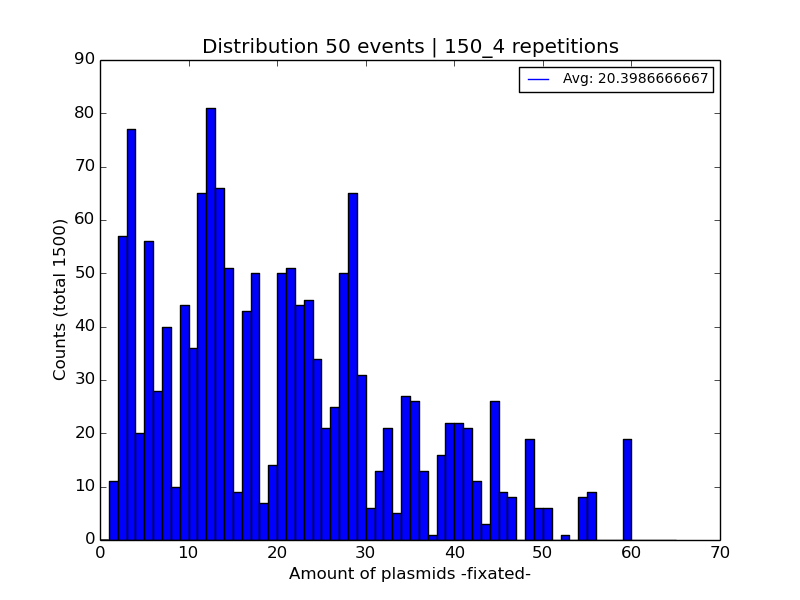 Distribution 50 events | 150_4 repetitions
Avg: 20.3986666667
90
80
70
60
50
40
30
20
10
0
Counts (total 1500)
0 10 20 30 40 50 60 70
Amount of plasmids -fixated-